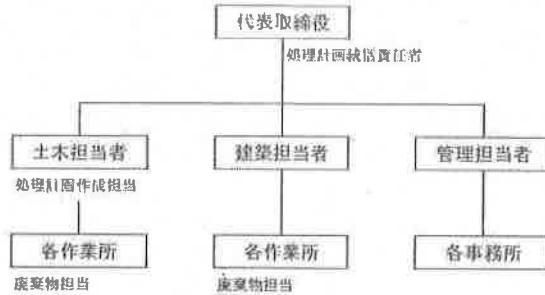 代表取締役
処理計画統括責任者
土木担当者
建築担当者
管理担当者
処理計画作成担当
各作業所
各作業所
各事務所
廃棄物担当
廃棄物担当